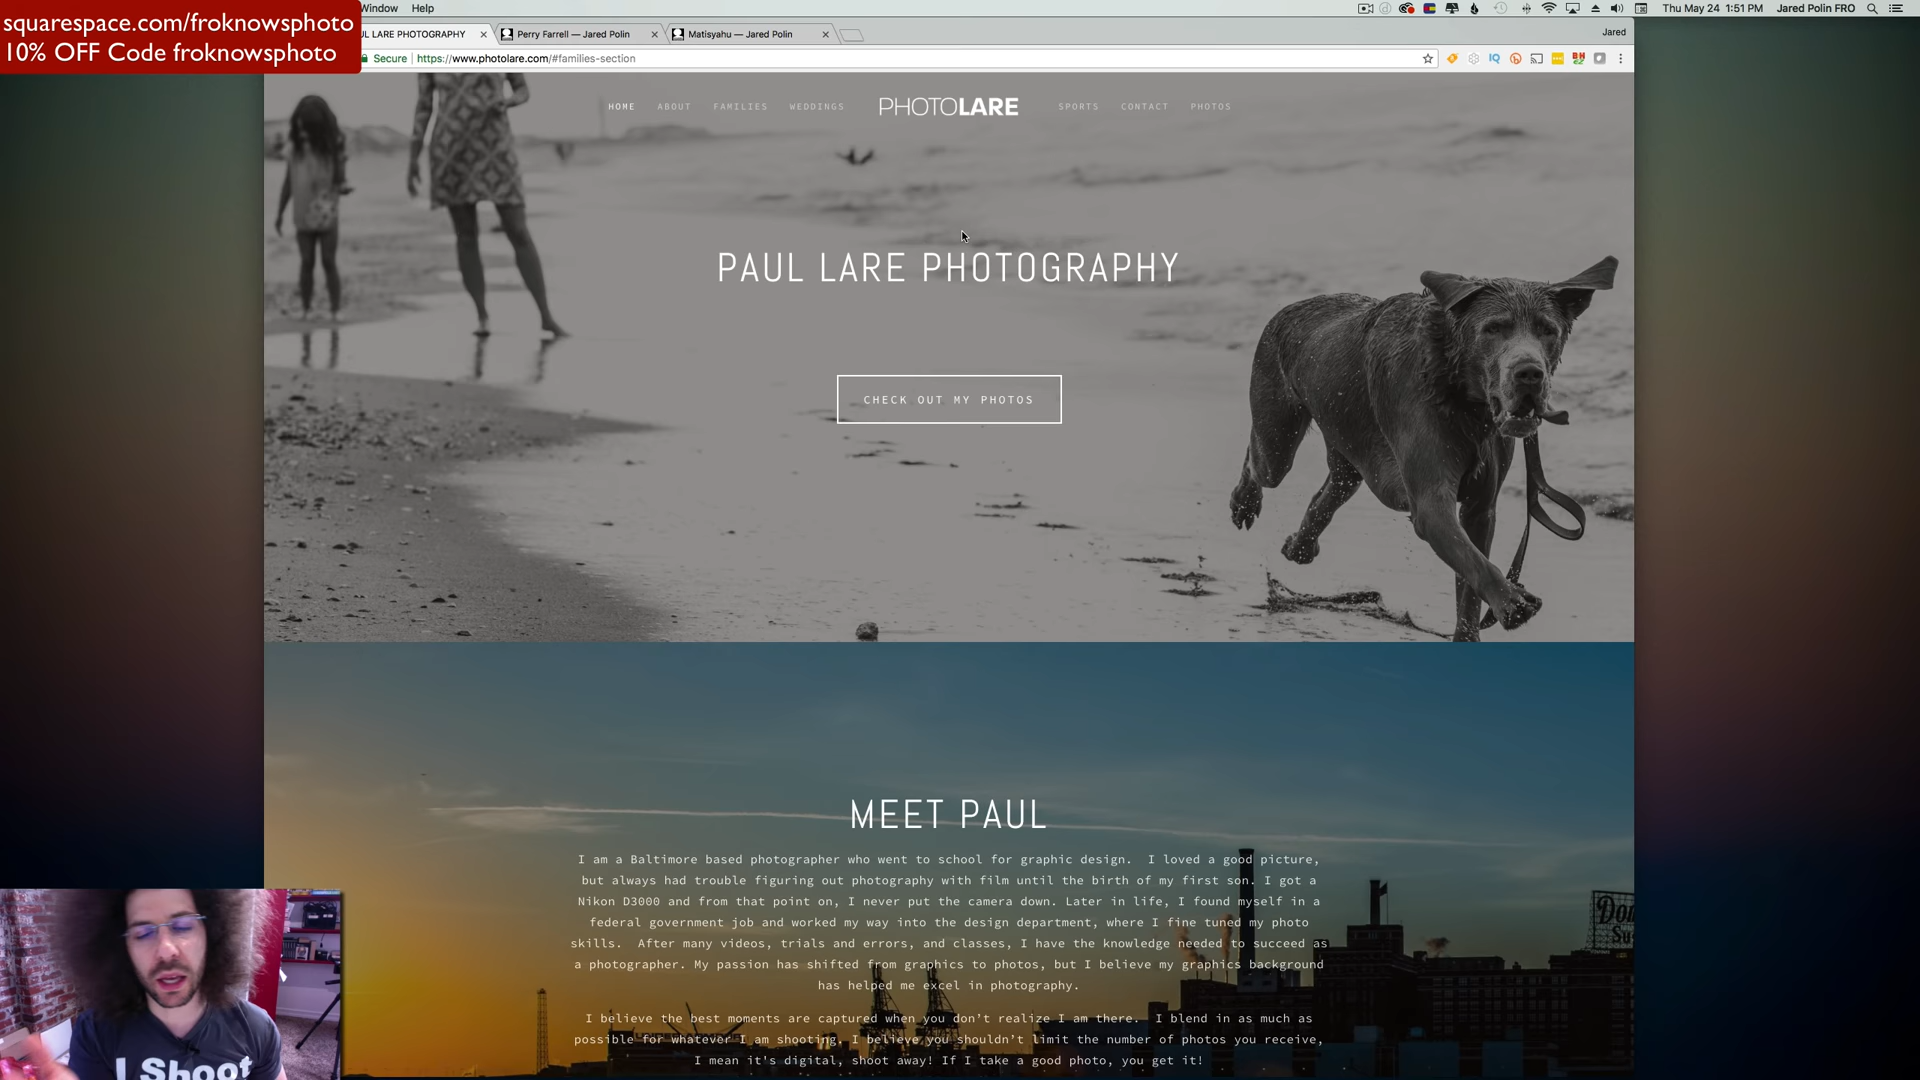 squarespace.com/froknowsphoto
10% OFF Code froknowsphoto
Window Help
Thu May 24 1:51 PM Jared Polin FRO
UL LARE PHOTOGRAPHY
Perry Farrell — Jared Polin
Matisyahu — Jared Polin
Jared
Secure https://www.photolare.com/#families-section
HOME ABOUT FAMILIES WEDDINGS PHOTOLARE SPORTS CONTACT PHOTOS
PAUL LARE PHOTOGRAPHY
CHECK OUT MY PHOTOS
MEET PAUL
I am a Baltimore based photographer who went to school for graphic design. I loved a good picture,
but always had trouble figuring out photography with film until the birth of my first son. I got a
Nikon D3000 and from that point on, I never put the camera down. Later in life, I found myself in a
federal government job and worked my way into the design department, where I fine tuned my photo
skills. After many videos, trials and errors, and classes, I have the knowledge needed to succeed as
a photographer. My passion has shifted from graphics to photos, but I believe my graphics background
has helped me excel in photography.
I believe the best moments are captured when you don't realize I am there. I blend in as much as
possible for whatever I am shooting, I believe you shouldn't limit the number of photos you receive,
I mean it's digital, shoot away! If I take a good photo, you get it!
I Shoot